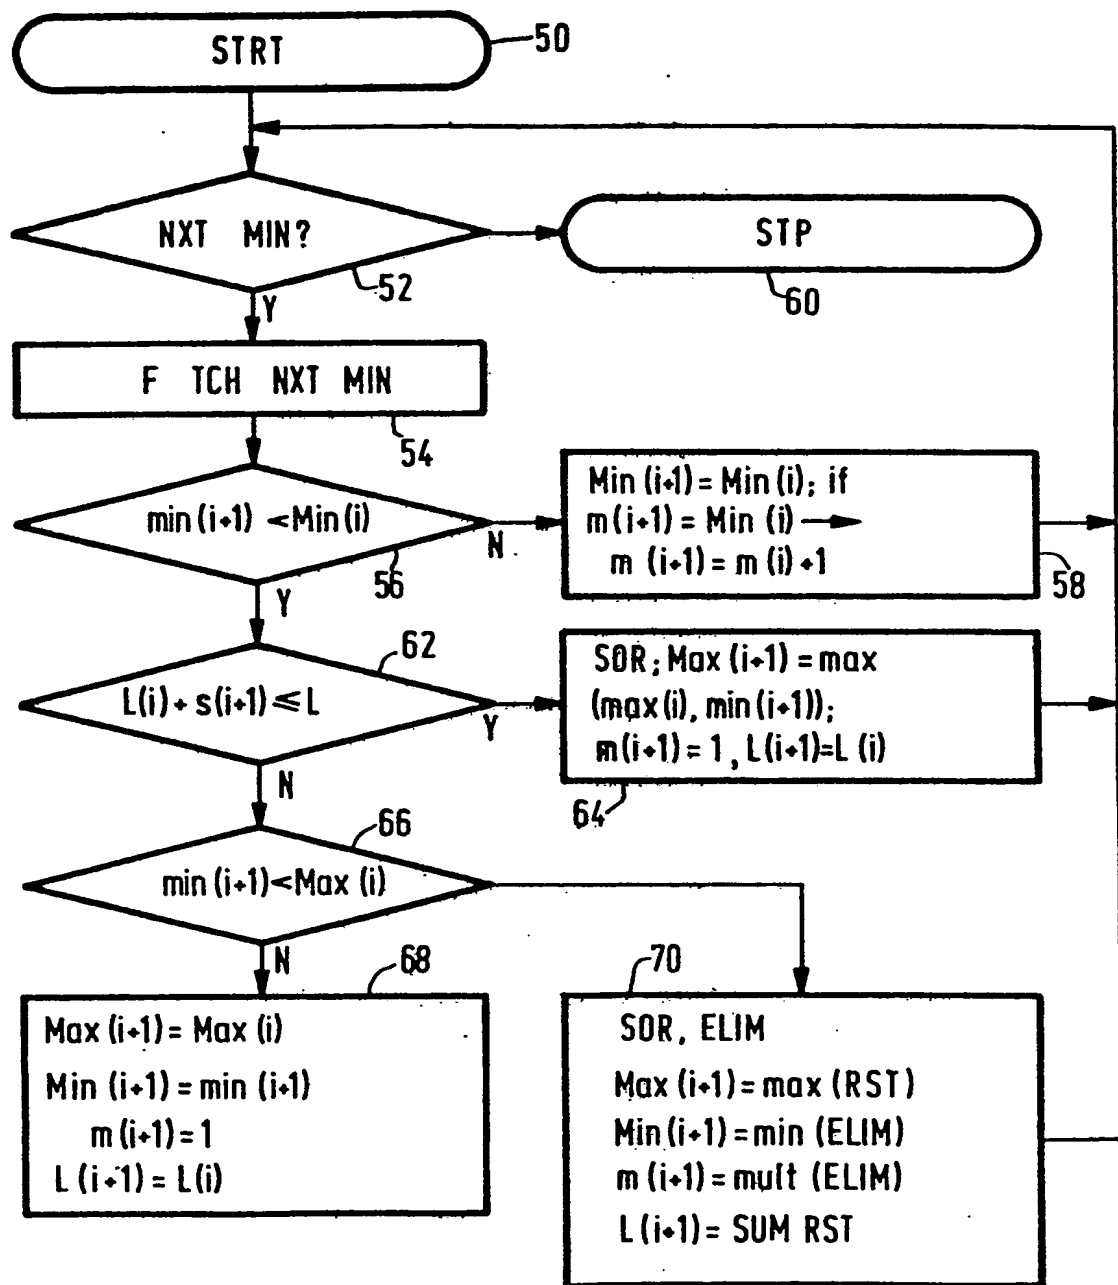 STRT
50
NXT MIN?
52
Y
STP
60
F TCH NXT MIN
54
min (i+1) < Min (i)
56
N
Y
Min (i+1) = Min (i); if
m (i+1) = Min (i) →
m (i+1) = m (i) + 1
58
62
L(i) + s(i+1) ≤ L
Y
N
SOR; Max (i+1) = max
(max (i), min (i+1));
m (i+1) = 1, L (i+1) = L (i)
64
66
min (i+1) < Max (i)
N
68
Max (i+1) = Max (i)
Min (i+1) = min (i+1)
m (i+1) = 1
L (i+1) = L(i)
70
SOR, ELIM
Max (i+1) = max (RST)
Min (i+1) = min (ELIM)
m (i+1) = mult (ELIM)
L (i+1) = SUM RST